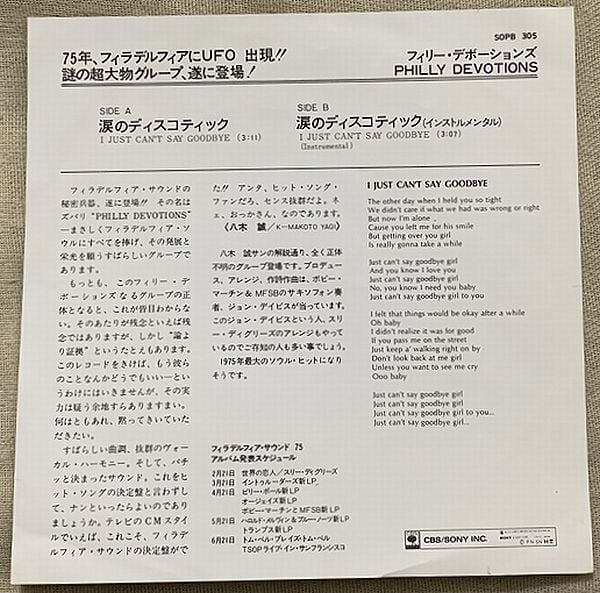 SOPB 305
75年、フィラデルフィアにUFO 出現!!
謎の超大物グループ、遂に登場！
フィリー・デボーションズ
PHILLY DEVOTIONS
SIDE A
涙のディスコティック
I JUST CAN'T SAY GOODBYE (3:11)
SIDE B
涙のディスコティック(インストルメンタル)
I JUST CAN'T SAY GOODBYE (3:07)
(Instrumental)
フィラデルフィア・サウンドの
秘密兵器、遂に登場!! その名は
ズバリ "PHILLY DEVOTIONS"
―まさしくフィラデルフィア・ソ
ウルにすべてを捧げ、その発展と
栄光を願うすばらしいグループで
あります。
もっとも、このフィリー・デ
ボーションズなるグループの正
体となると、これが皆目わからな
い。そのあたりが残念といえば残
念ではありますが、しかし"論よ
り証拠"というたとえもあります。
このレコードをきけば、もう彼ら
のことなんかどうでもいい―とい
うわけにはいきませんが、その実
力は疑う余地すらありますまい。
何はともあれ、黙ってきいていた
だきたい。
すばらしい曲調、抜群のヴォー
カル・ハーモニー。そして、バチ
ッと決まったサウンド。これをヒ
ット・ソングの決定盤と言わずし
て、ナンといったらよいのであり
ましょうか。テレビのCMスタイ
ルでいえば、これこそ、フィラデ
ルフィア・サウンドの決定盤がで
た!! アンタ、ヒット・ソング・
ファンだろ、センス抜群だよ。ネ
ェ、おっかさん、なのであります。
《八木 誠／K―MAKOTO YAGI》
八木 誠サンの解説通り、全く正体
不明のグループ登場です。プロデュー
ス、アレンジ、作詩作曲は、ボビー・
マーチン＆MFSBのサキソフォン奏
者、ジョン・デイビスが当っています。
このジョン・デイビスという人、スリ
ー・ディグリーズのアレンジもやって
いるのでご存知の人も多い事でしょう。
1975年最大のソウル・ヒットになり
そうです。
フィラデルフィア・サウンド 75
アルバム発表スケジュール
2月21日 世界の恋人／スリー・ディグリーズ
3月21日 イントゥルーダーズ新LP
4月21日 ビリー・ポール新LP
オージェイズ新LP
ボビー・マーチンとMFSB新LP
5月21日 ハロルド・メルヴィン＆ブルー・ノーツ新LP
トランプス新LP
6月21日 トム・ベル・プレイズ・トム・ベル
TSOPライブ・イン・サンフランシスコ
I JUST CAN'T SAY GOODBYE
The other day when I held you so tight
We didn't care it what we had was wrong or right
But now I'm alone
Cause you left me for his smile
But getting over you girl
Is really gonna take a while
Just can't say goodbye girl
And you know I love you
Just can't say goodbye girl
No, you know I need you baby
Just can't say goodbye girl to you
I felt that things would be okay after a while
Oh baby
I didn't realize it was for good
If you pass me on the street
Just keep a' walking right on by
Don't look back at me girl
Unless you want to see me cry
Ooo baby
Just can't say goodbye girl
Just can't say goodbye girl
Just can't say goodbye girl to you...
Just can't say goodbye girl...
CBS/SONY INC.